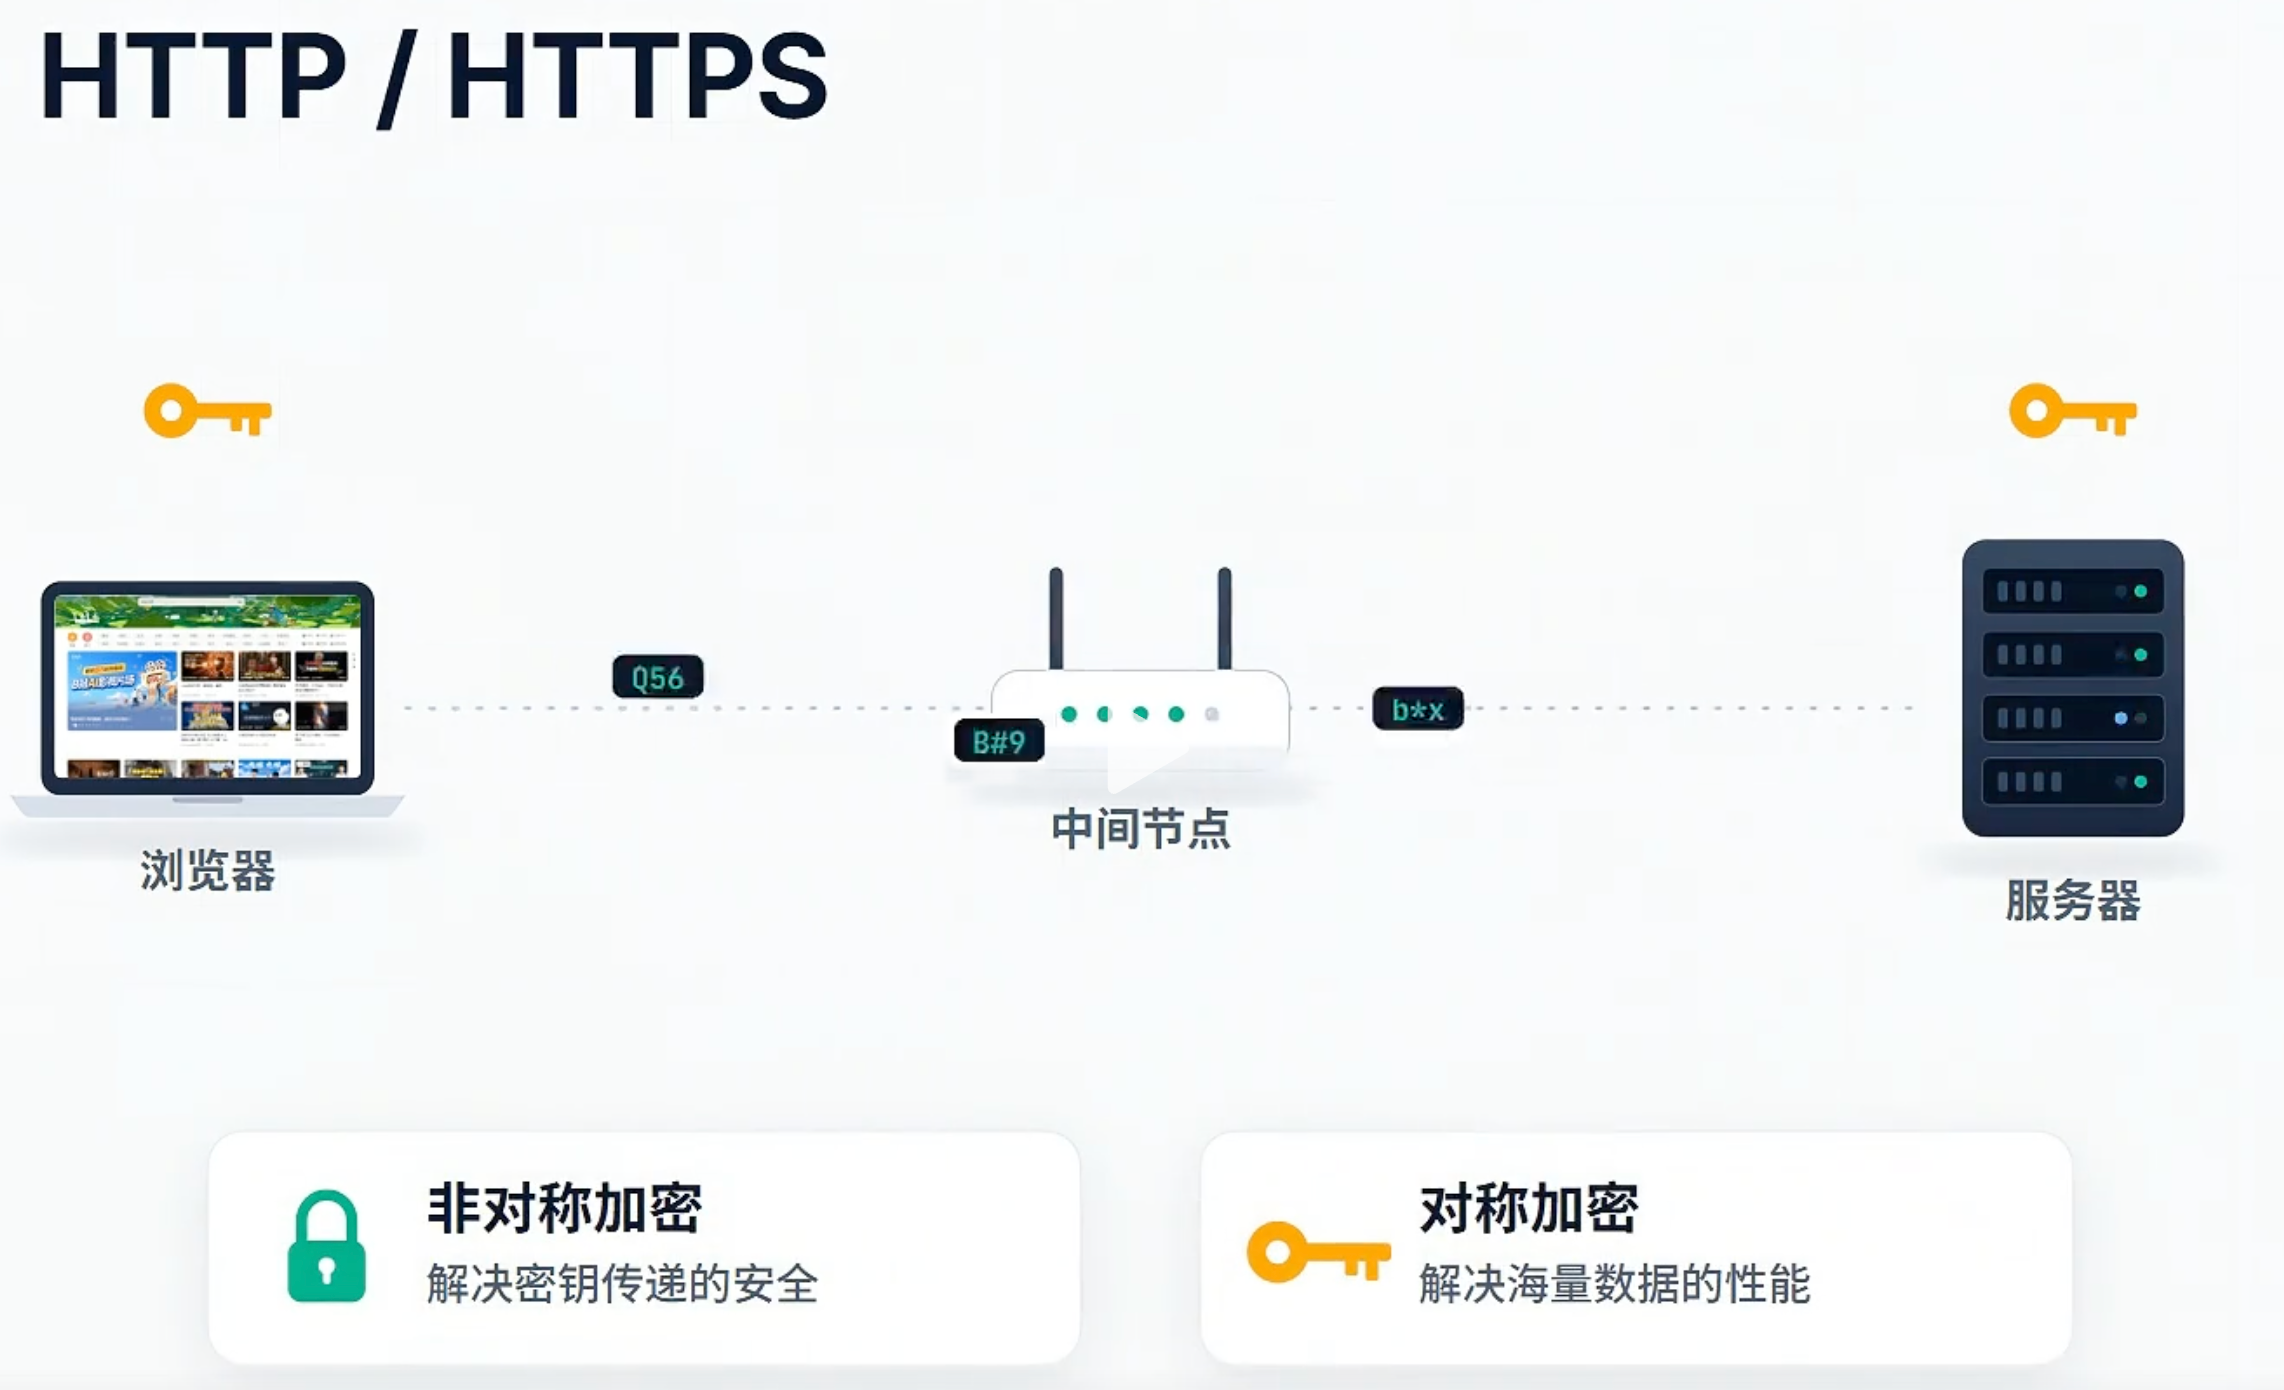 HTTP / HTTPS
Q56
B#9
b*x
中间节点
浏览器
服务器
非对称加密
解决密钥传递的安全
对称加密
解决海量数据的性能